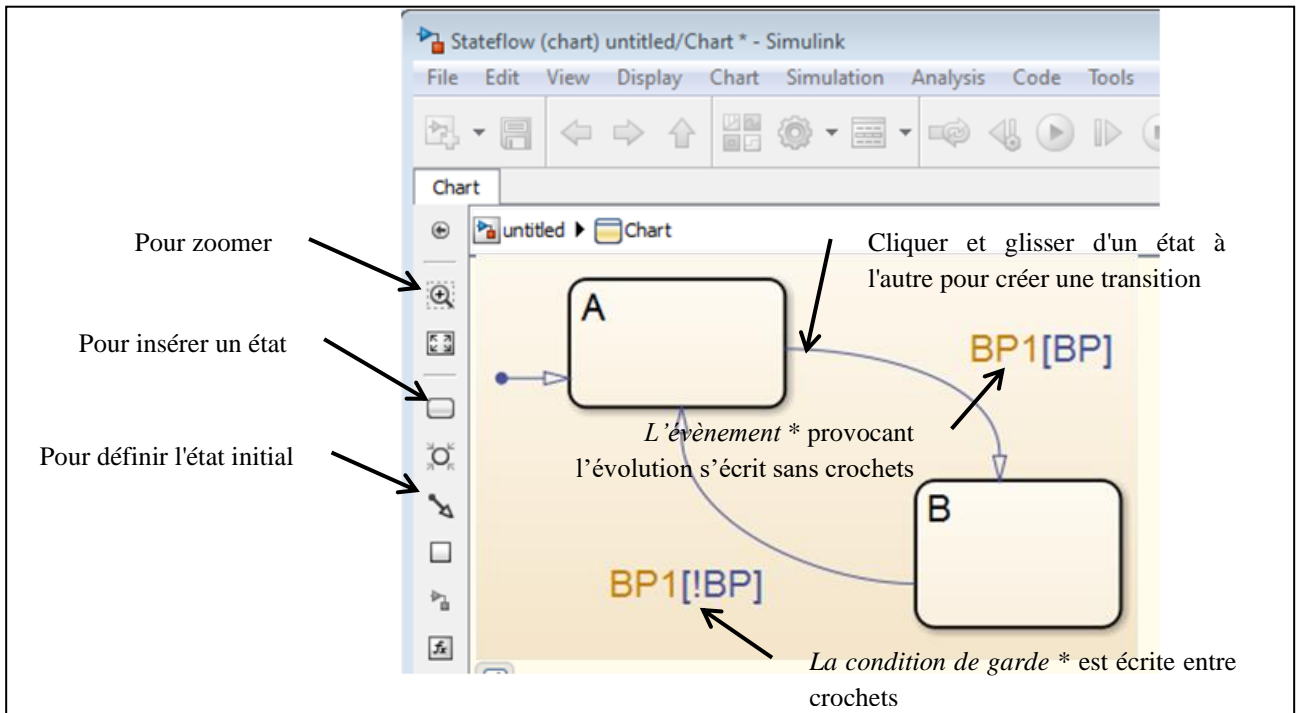 Stateflow (chart) untitled/Chart * - Simulink
File Edit View Display Chart Simulation Analysis Code Tools
Chart
untitled Chart
Pour zoomer
Cliquer et glisser d'un état à
l'autre pour créer une transition
A
Pour insérer un état
BP1[BP]
L'évènement * provocant
l'évolution s'écrit sans crochets
Pour définir l'état initial
B
BP1[!BP]
fx
La condition de garde * est écrite entre
crochets